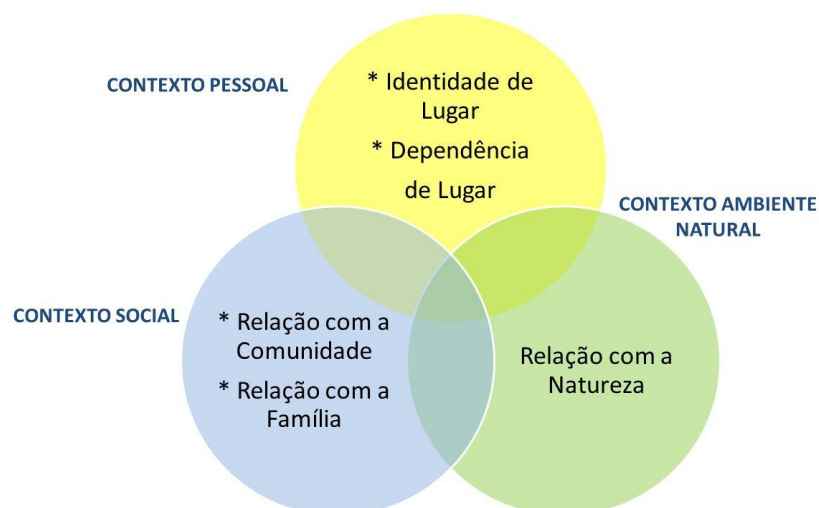 CONTEXTO PESSOAL
* Identidade de
Lugar
* Dependência
de Lugar
CONTEXTO AMBIENTE
NATURAL
CONTEXTO SOCIAL
* Relação com a
Comunidade
* Relação com a
Família
Relação com a
Natureza